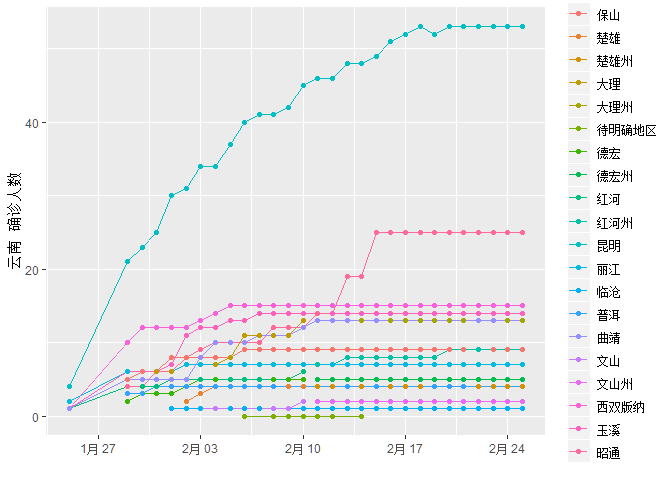 云南 确诊人数
40
20
0
1月 27
2月 03
2月 10
2月 17
2月 24
保山
楚雄
楚雄州
大理
大理州
待明确地区
德宏
德宏州
红河
红河州
昆明
丽江
临沧
普洱
曲靖
文山
文山州
西双版纳
玉溪
昭通